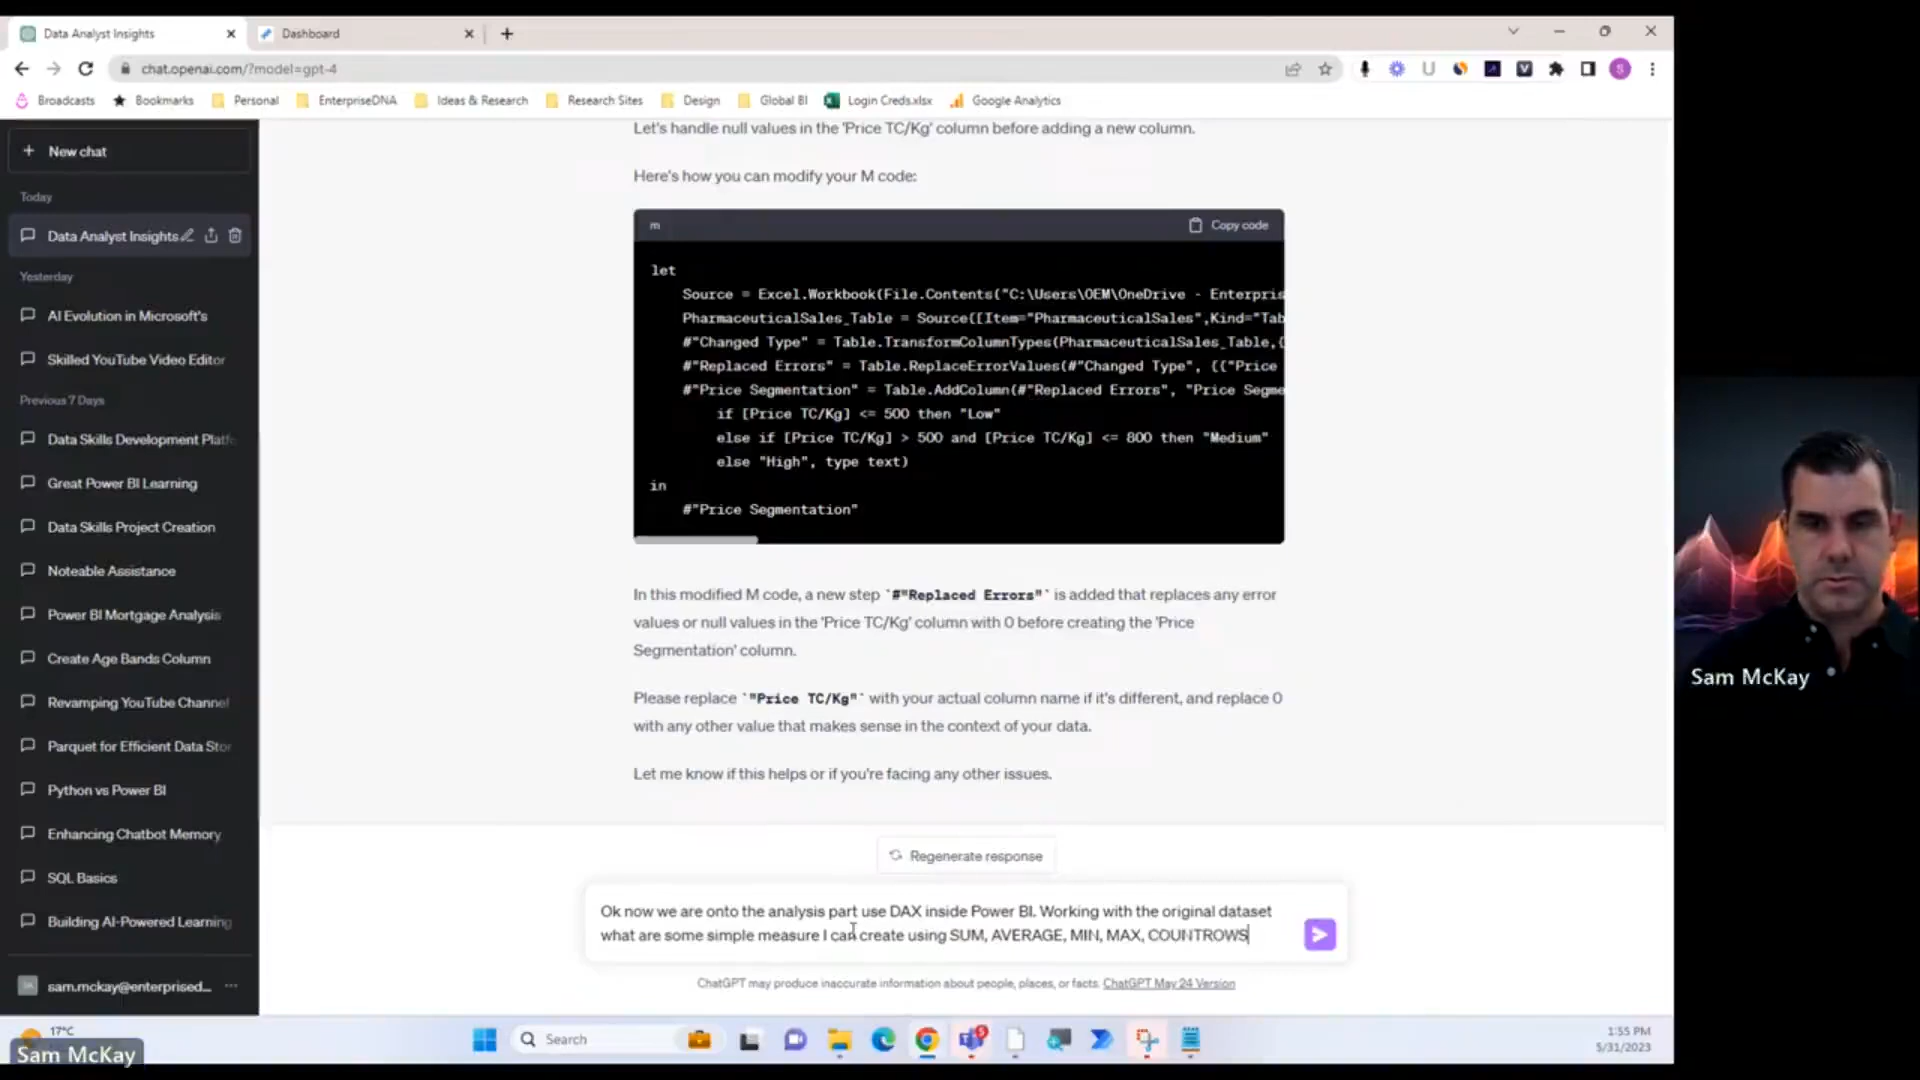 Data Analyst Insights
Dashboard
chat.openai.com/?model=gpt-4
Broadcasts
Bookmarks
Personal
EnterpriseDNA
Ideas & Research
Research Sites
Design
Global BI
Login Creds.xlsx
Google Analytics
New chat
Today
Data Analyst Insights
Yesterday
AI Evolution in Microsoft's
Skilled YouTube Video Editor
Previous 7 Days
Data Skills Development Platfo
Great Power BI Learning
Data Skills Project Creation
Noteable Assistance
Power BI Mortgage Analysis
Create Age Bands Column
Revamping YouTube Channel
Parquet for Efficient Data Stor
Python vs Power BI
Enhancing Chatbot Memory
SQL Basics
Building AI-Powered Learning
sam.mckay@enterprised...
Let's handle null values in the 'Price TC/Kg' column before adding a new column.
Here's how you can modify your M code:
m
Copy code
let
Source = Excel.Workbook(File.Contents("C:\Users\OEM\OneDrive - Enterpris
PharmaceuticalSales_Table = Source{[Item="PharmaceuticalSales",Kind="Tab
#"Changed Type" = Table.TransformColumnTypes(PharmaceuticalSales_Table,{
#"Replaced Errors" = Table.ReplaceErrorValues(#"Changed Type", {{"Price
#"Price Segmentation" = Table.AddColumn(#"Replaced Errors", "Price Segme
if [Price TC/Kg] <= 500 then "Low"
else if [Price TC/Kg] > 500 and [Price TC/Kg] <= 800 then "Medium"
else "High", type text)
in
#"Price Segmentation"
In this modified M code, a new step `#"Replaced Errors"` is added that replaces any error
values or null values in the 'Price TC/Kg' column with 0 before creating the 'Price
Segmentation' column.
Please replace `"Price TC/Kg"` with your actual column name if it's different, and replace 0
with any other value that makes sense in the context of your data.
Let me know if this helps or if you're facing any other issues.
Regenerate response
Ok now we are onto the analysis part use DAX inside Power BI. Working with the original dataset
what are some simple measure I can create using SUM, AVERAGE, MIN, MAX, COUNTROWS
ChatGPT may produce inaccurate information about people, places, or facts. ChatGPT May 24 Version
Sam McKay
17°C
Sam McKay
Search
5
1:55 PM
5/31/2023